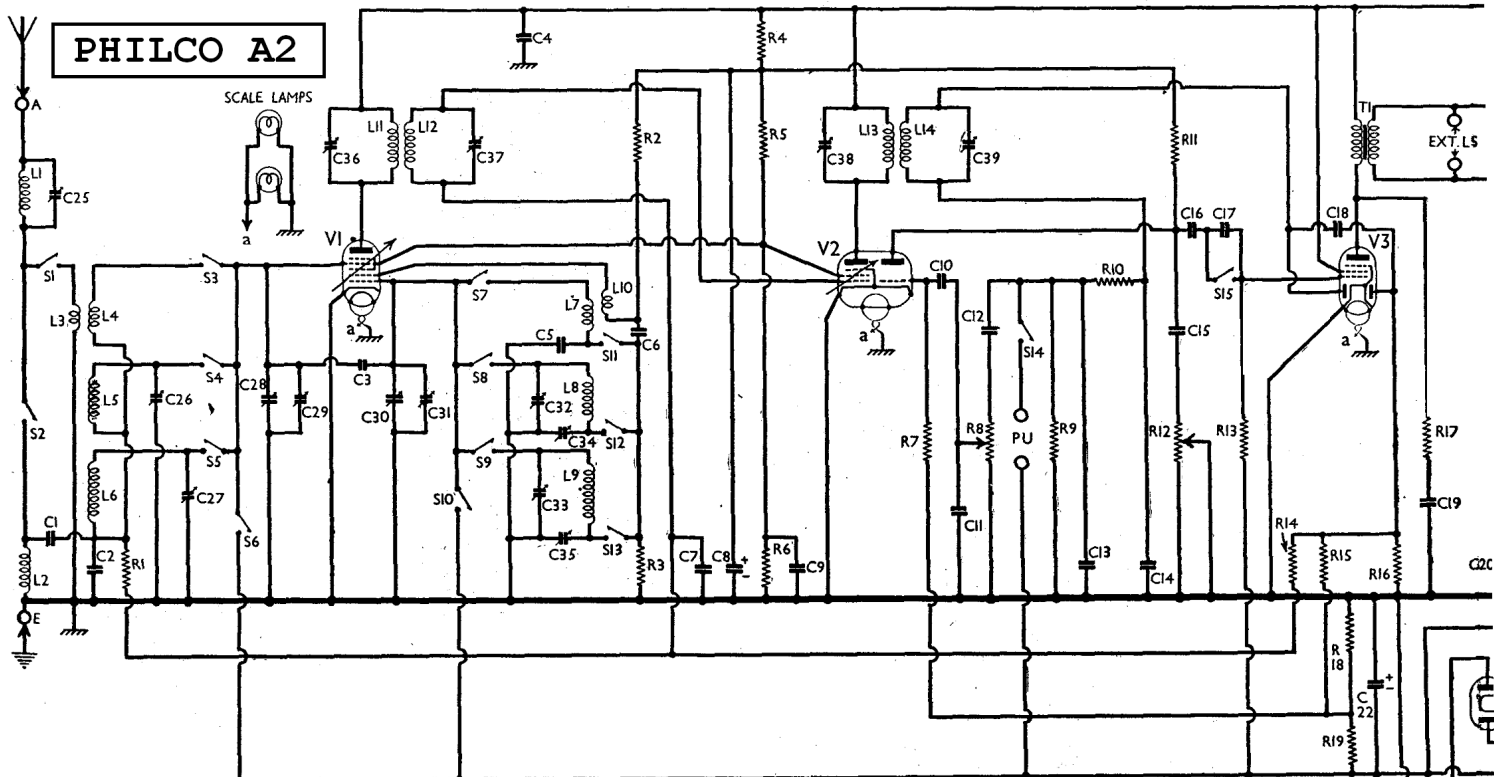 PHILCO A2
SCALE LAMPS
A
C4
R4
L11
L12
C36
C37
R2
R5
L13
L14
C38
C39
R11
T1
EXT. LS
L1
C25
a
V1
V2
V3
C16
C17
C18
S1
S3
S7
L10
C10
R10
S15
L3
L4
L7
a
C5
S11
C6
a
C12
S14
C15
a
S4
C3
S8
L8
L5
C26
C28
C29
C30
C31
C32
C34
S12
S2
S5
S9
R7
R8
PU
R9
R12
R13
R17
L6
C27
S10
C33
L9
C19
C1
C2
R1
S6
C35
S13
R3
C7
C8
+
-
R6
C9
C11
C13
C14
R14
R15
R16
C20
L2
E
R
18
C
22
+
-
R19